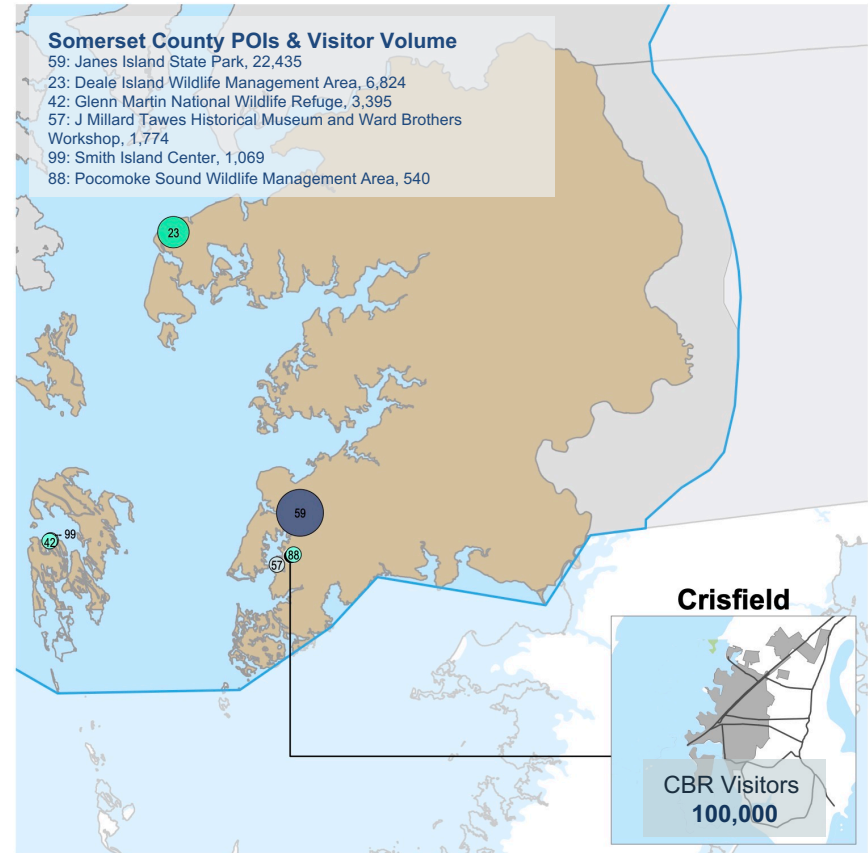 Somerset County POIs & Visitor Volume
59: Janes Island State Park, 22,435
23: Deale Island Wildlife Management Area, 6,824
42: Glenn Martin National Wildlife Refuge, 3,395
57: J Millard Tawes Historical Museum and Ward Brothers
Workshop, 1,774
99: Smith Island Center, 1,069
88: Pocomoke Sound Wildlife Management Area, 540
23
59
99
42
88
57
Crisfield
CBR Visitors
100,000